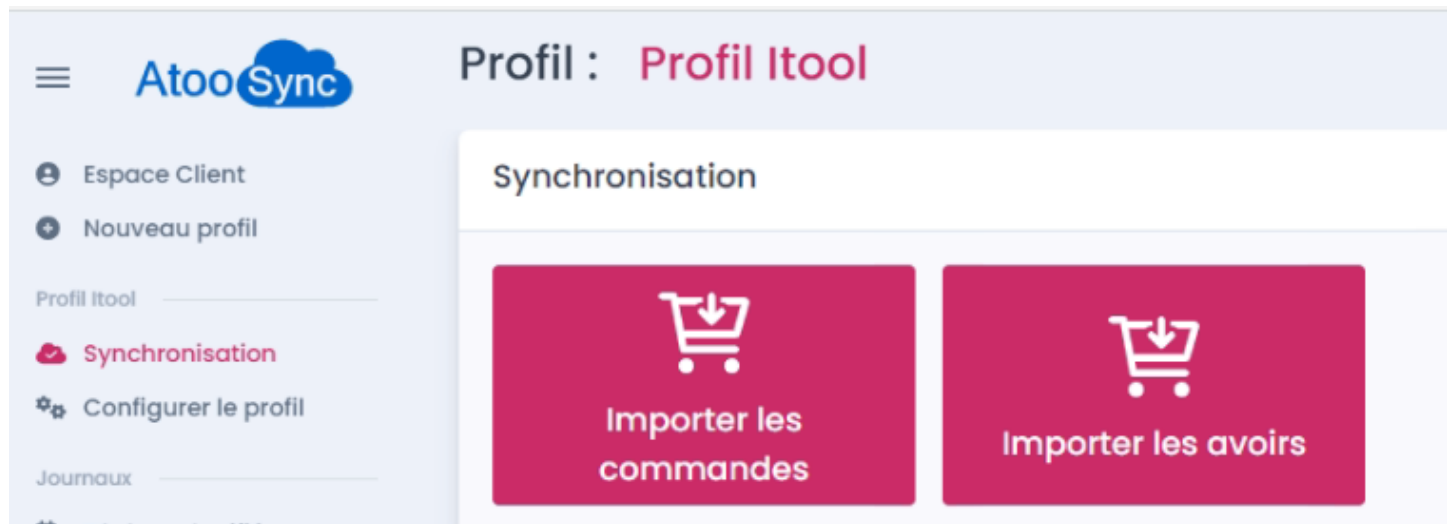 AtooSync
Profil : Profil Itool
Espace Client
Nouveau profil
Profil Itool
Synchronisation
Configurer le profil
Journaux
Synchronisation
Importer les
commandes
Importer les avoirs